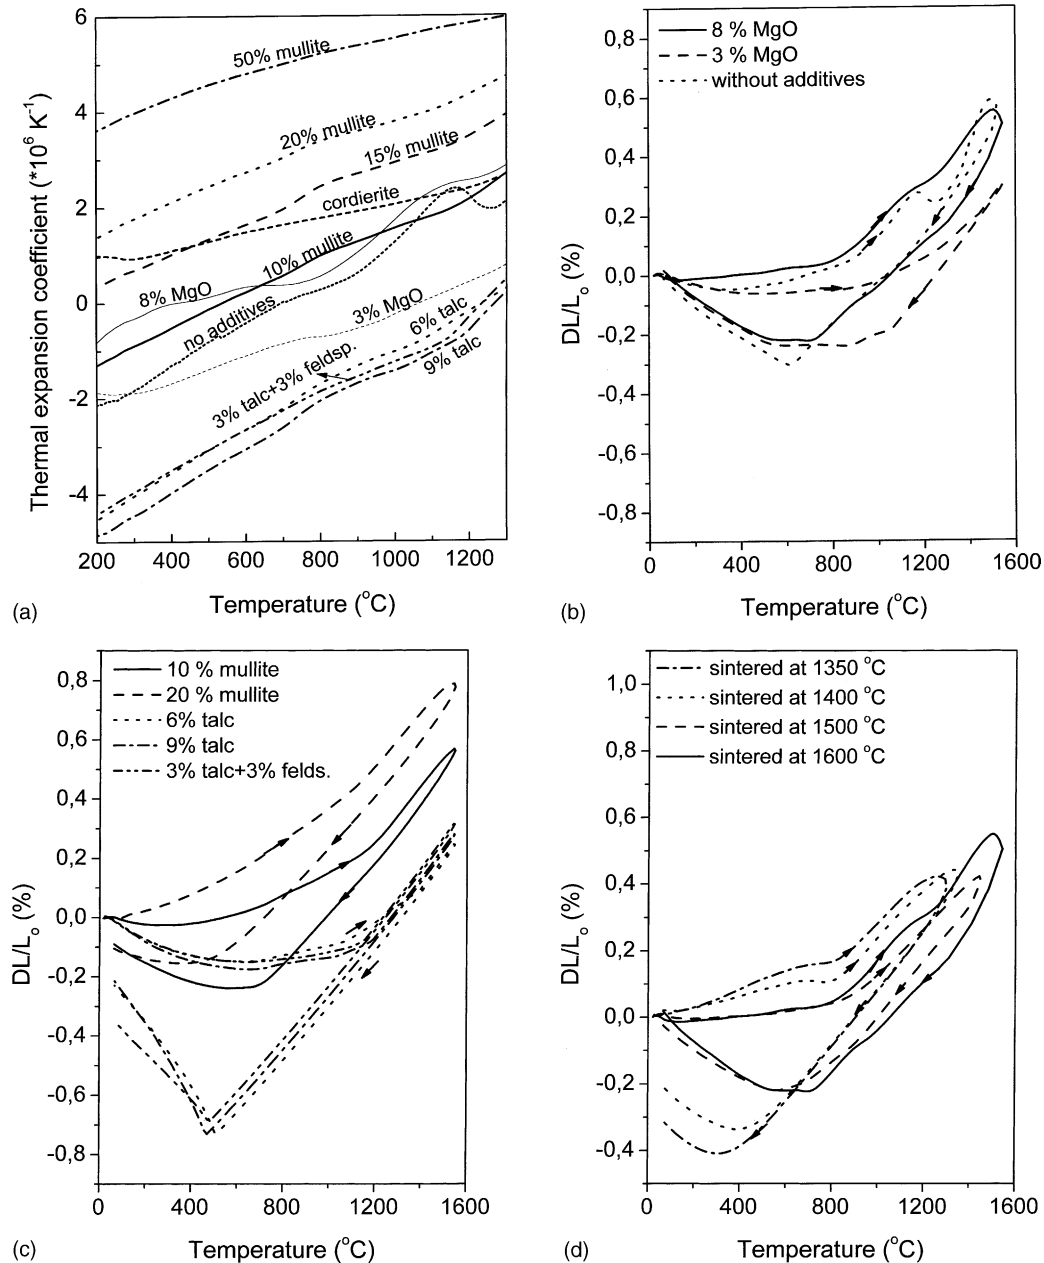 6
4
2
0
-2
-4
200 400 600 800 1000 1200
Thermal expansion coefficient (*10⁶ K⁻¹)
Temperature (°C)
50% mullite
20% mullite
15% mullite
cordierite
10% mullite
8% MgO
no additives
3% MgO
6% talc
3% talc+3% feldsp.
9% talc
(a)
8 % MgO
3 % MgO
without additives
0,8
0,6
0,4
0,2
0,0
-0,2
-0,4
-0,6
-0,8
0 400 800 1200 1600
DL/Lₒ (%)
Temperature (°C)
(b)
10 % mullite
20 % mullite
6% talc
9% talc
3% talc+3% felds.
0,8
0,6
0,4
0,2
0,0
-0,2
-0,4
-0,6
-0,8
0 400 800 1200 1600
DL/Lₒ (%)
Temperature (°C)
(c)
sintered at 1350 °C
sintered at 1400 °C
sintered at 1500 °C
sintered at 1600 °C
1,0
0,8
0,6
0,4
0,2
0,0
-0,2
-0,4
0 400 800 1200 1600
DL/Lₒ (%)
Temperature (°C)
(d)